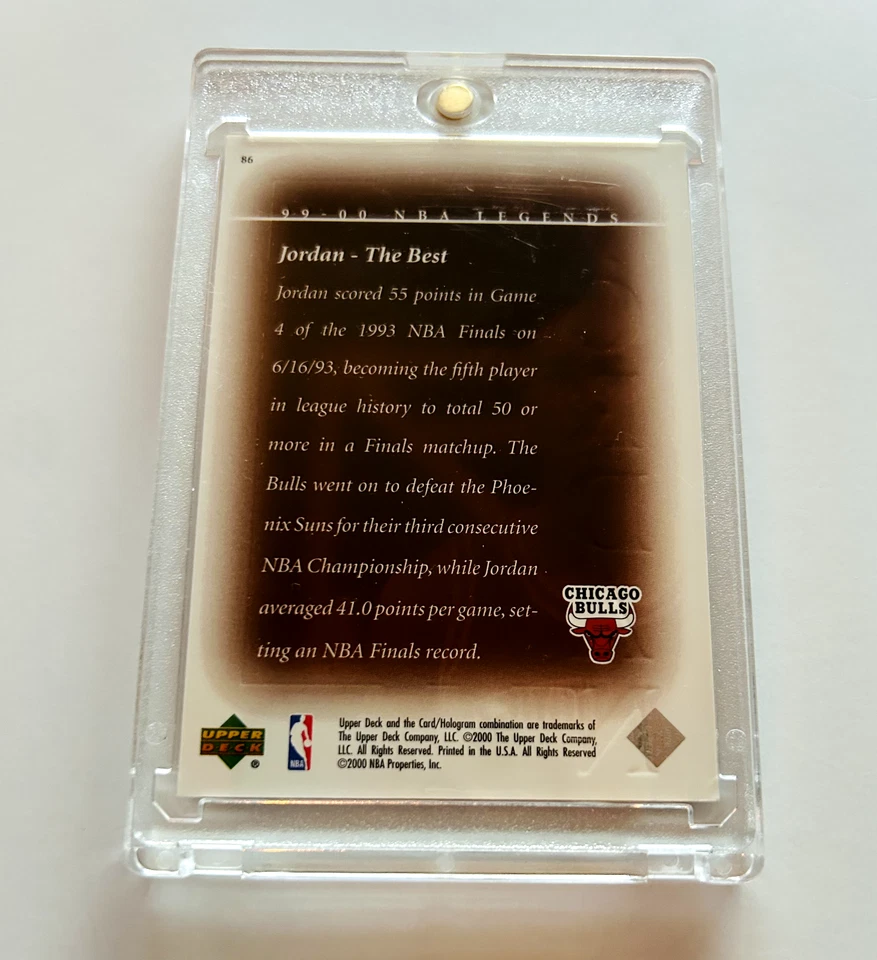 86
99-00 NBA LEGENDS
Jordan - The Best
Jordan scored 55 points in Game
4 of the 1993 NBA Finals on
6/16/93, becoming the fifth player
in league history to total 50 or
more in a Finals matchup. The
Bulls went on to defeat the Phoe-
nix Suns for their third consecutive
NBA Championship, while Jordan
averaged 41.0 points per game, set-
ting an NBA Finals record.
CHICAGO
BULLS
UPPER
DECK
®
NBA
Upper Deck and the Card/Hologram combination are trademarks of
The Upper Deck Company, LLC. ©2000 The Upper Deck Company,
LLC. All Rights Reserved. Printed in the U.S.A. All Rights Reserved
©2000 NBA Properties, Inc.